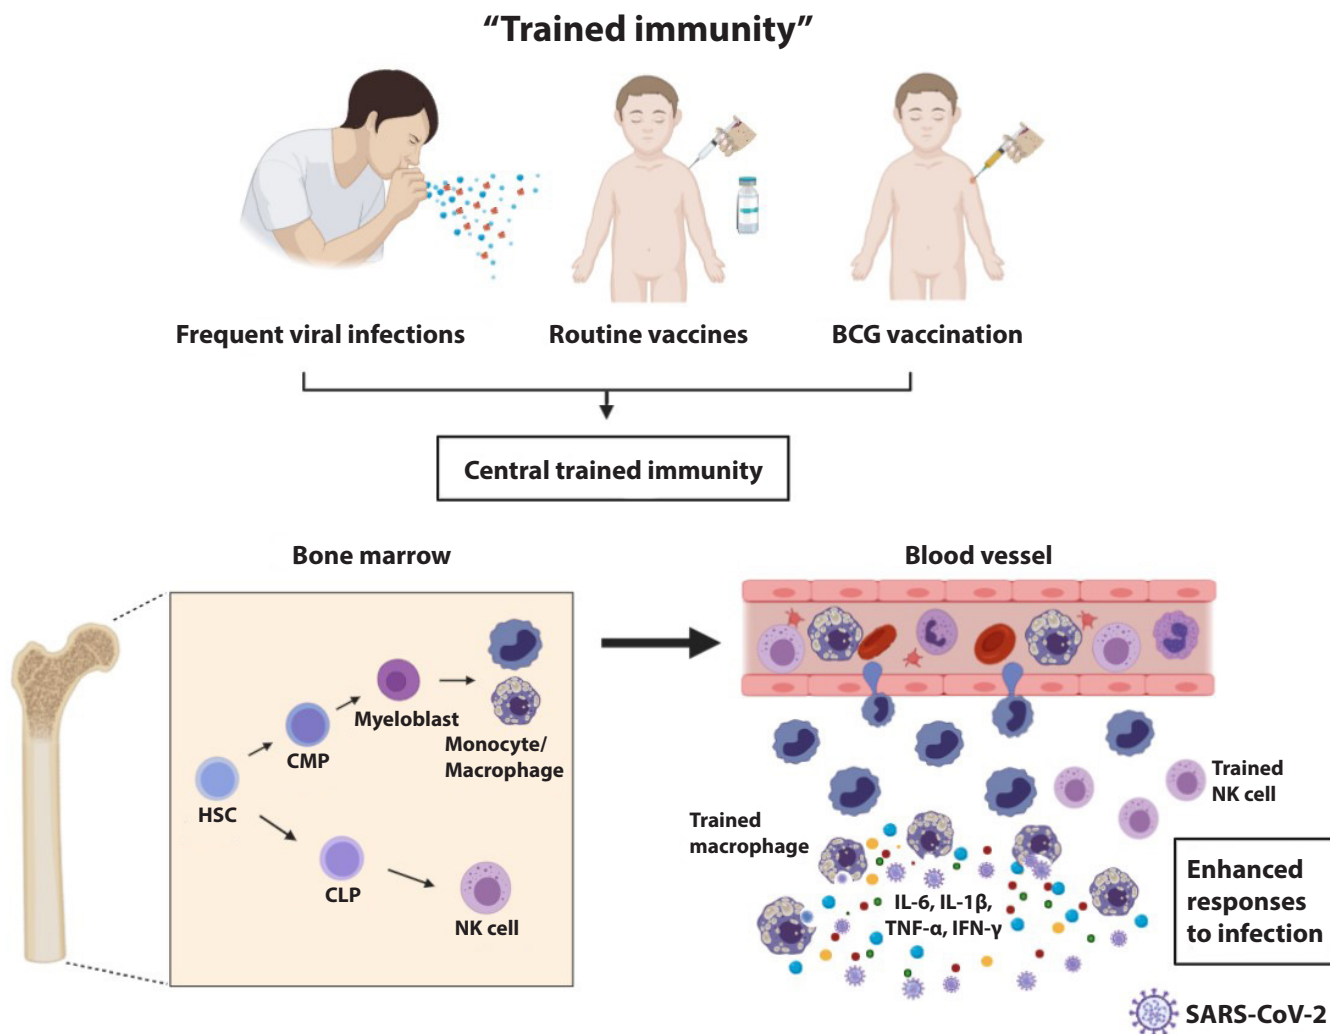 “Trained immunity”
Frequent viral infections
Routine vaccines
BCG vaccination
Central trained immunity
Bone marrow
HSC
CMP
Myeloblast
Monocyte/
Macrophage
CLP
NK cell
Blood vessel
Trained
NK cell
Trained
macrophage
IL-6, IL-1β,
TNF-α, IFN-γ
Enhanced
responses
to infection
SARS-CoV-2